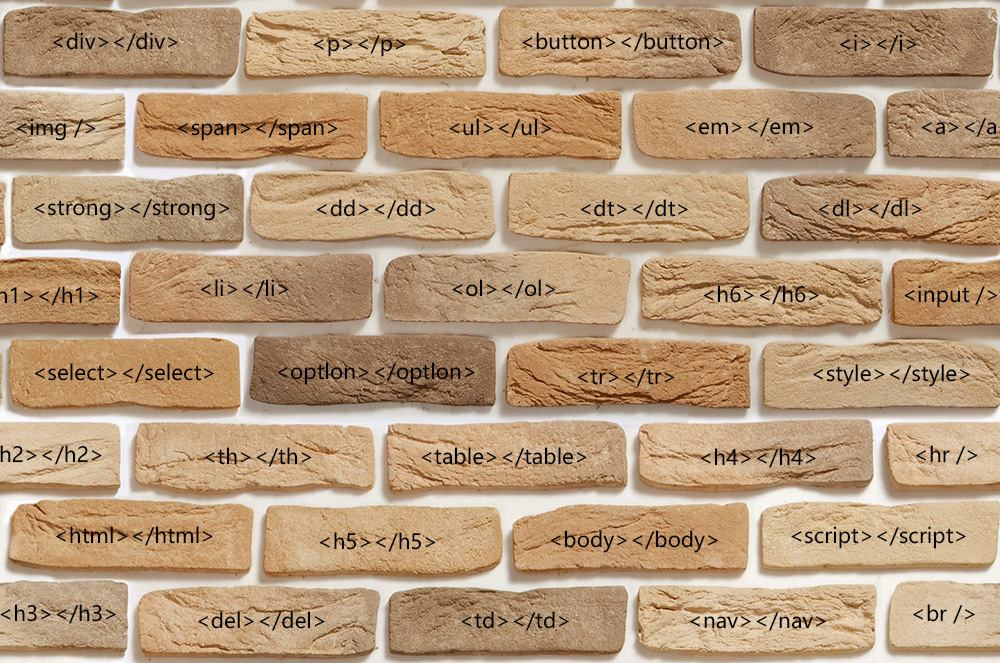 <div></div> <p></p> <button></button> <i></i>
<img /> <span></span> <ul></ul> <em></em> <a></a
<strong></strong> <dd></dd> <dt></dt> <dl></dl>
h1></h1> <li></li> <ol></ol> <h6></h6> <input />
<select></select> <optlon></optlon> <tr></tr> <style></style>
h2></h2> <th></th> <table></table> <h4></h4> <hr />
<html></html> <h5></h5> <body></body> <script></script>
<h3></h3> <del></del> <td></td> <nav></nav> <br />